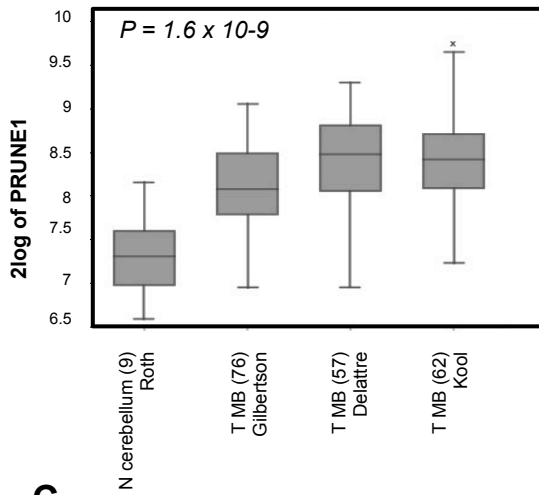 P = 1.6 x 10-9
2log of PRUNE1
10
9.5
9
8.5
8
7.5
7
6.5
N cerebellum (9)
Roth
T MB (76)
Gilbertson
T MB (57)
Delattre
T MB (62)
Kool